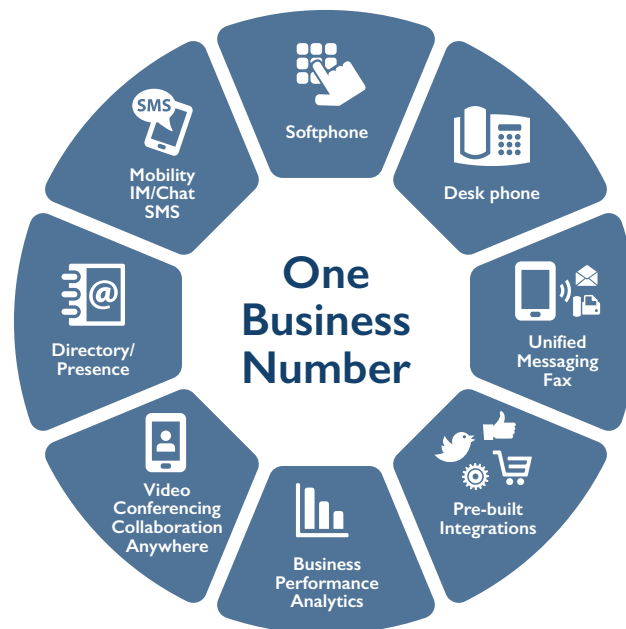 Softphone
Desk phone
Unified
Messaging
Fax
Pre-built
Integrations
Business
Performance
Analytics
Video
Conferencing
Collaboration
Anywhere
Directory/
Presence
SMS
Mobility
IM/Chat
SMS
One
Business
Number
@